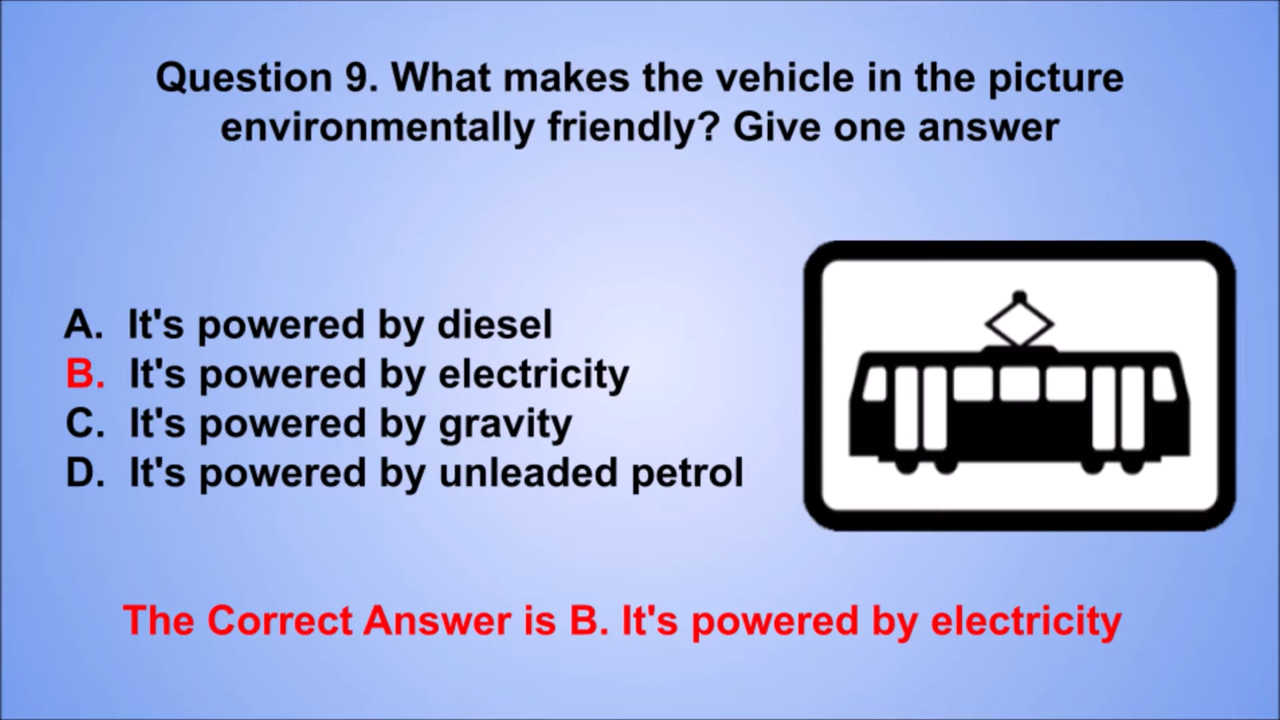 Question 9. What makes the vehicle in the picture
environmentally friendly? Give one answer
A. It's powered by diesel
B. It's powered by electricity
C. It's powered by gravity
D. It's powered by unleaded petrol
The Correct Answer is B. It's powered by electricity